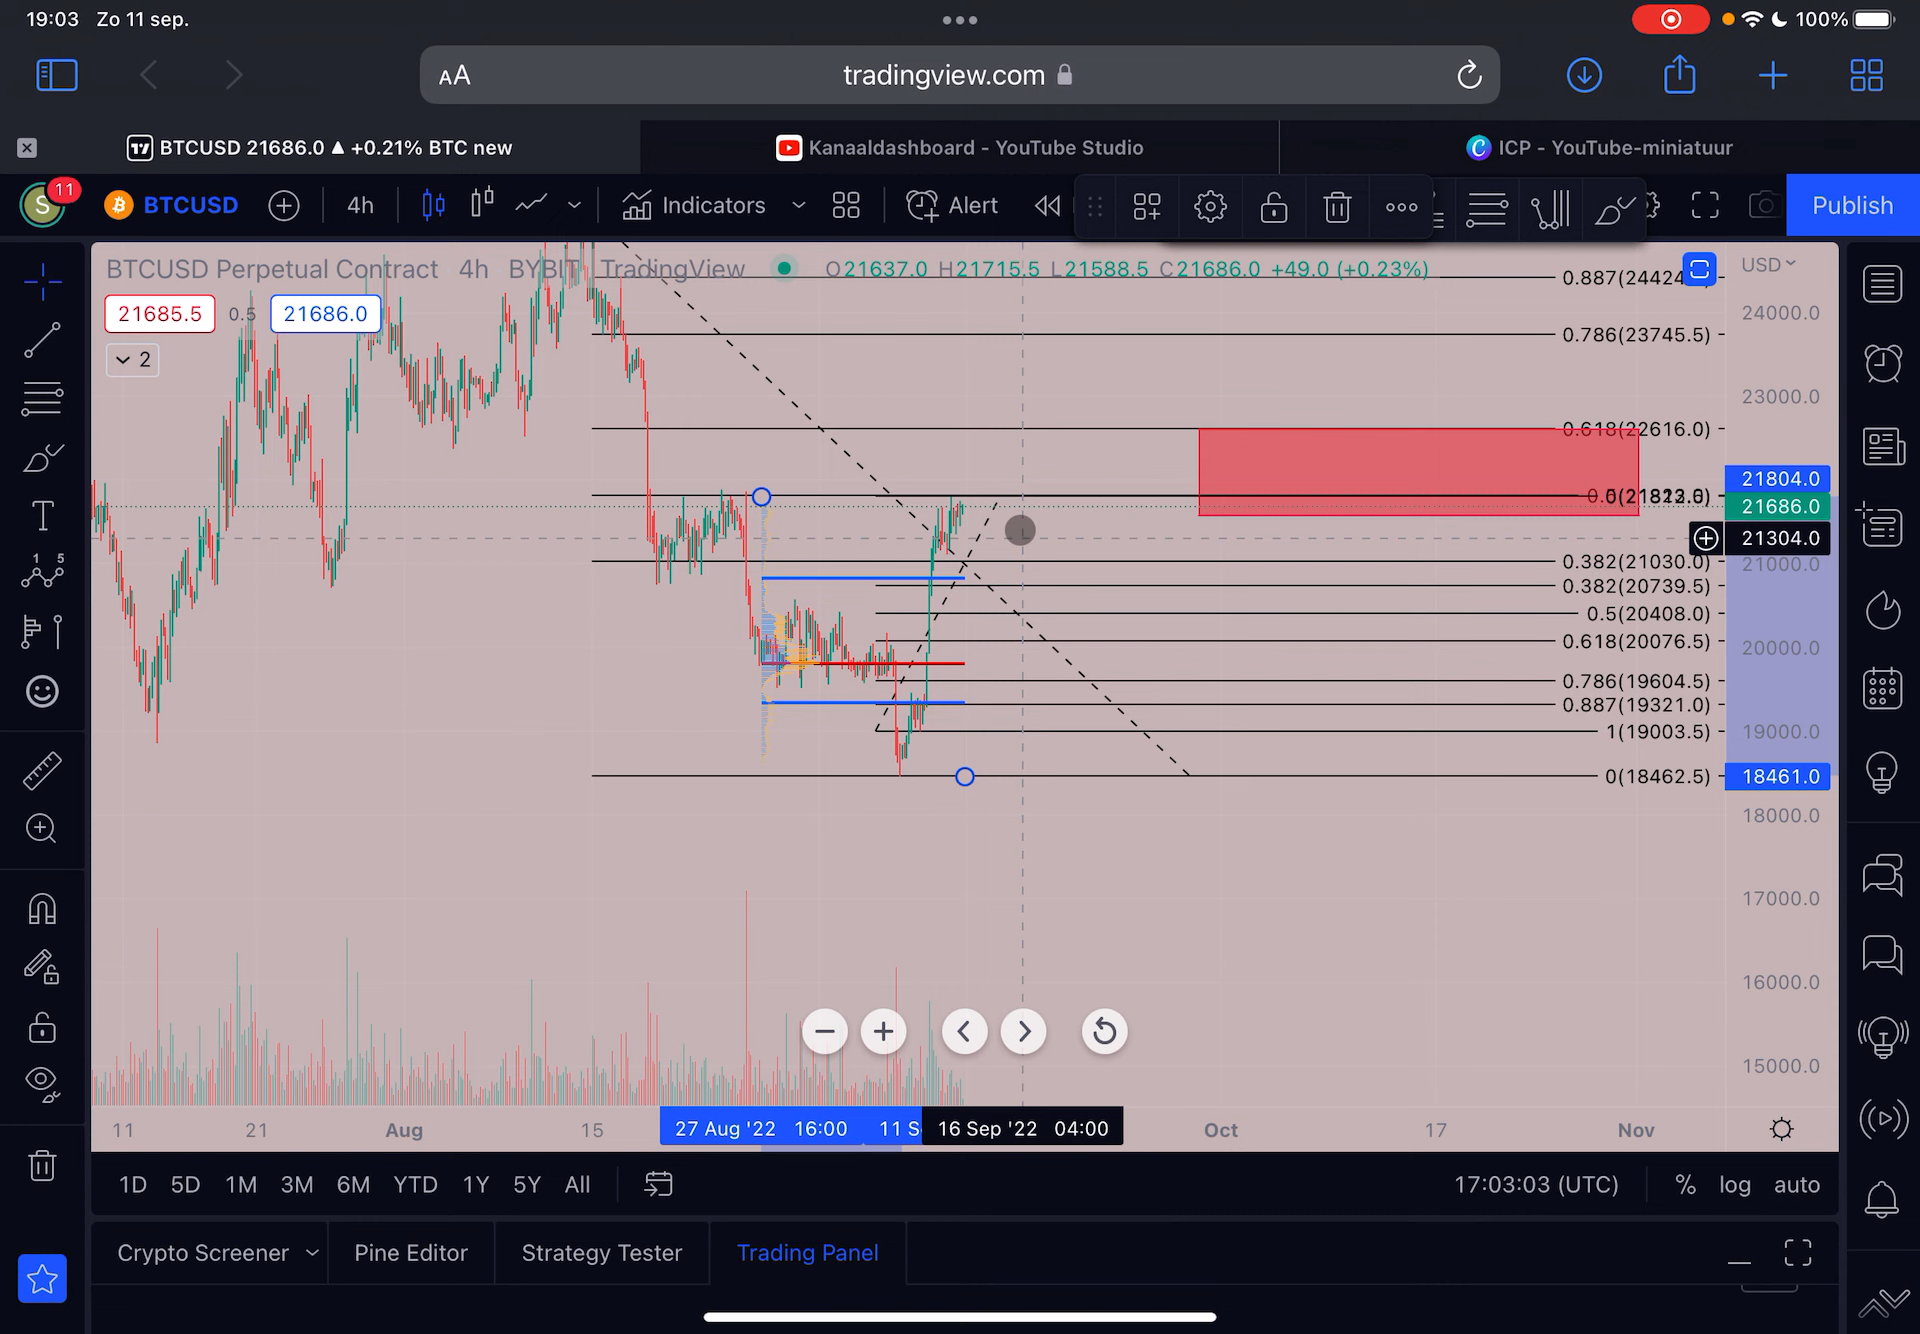 19:03 Zo 11 sep.
100%
AA
tradingview.com
BTCUSD 21686.0 ▲ +0.21% BTC new
Kanaaldashboard - YouTube Studio
ICP - YouTube-miniatuur
S
11
BTCUSD
4h
Indicators
Alert
Publish
BTCUSD Perpetual Contract 4h BYBIT TradingView
O21637.0 H21715.5 L21588.5 C21686.0 +49.0 (+0.23%)
21685.5
0.5
21686.0
2
USD
0.887(24424
24000.0
0.786(23745.5)
23000.0
0.618(22616.0)
21804.0
21686.0
21304.0
0.382(21030.0)
21000.0
0.382(20739.5)
0.5(20408.0)
0.618(20076.5)
20000.0
0.786(19604.5)
0.887(19321.0)
1(19003.5)
19000.0
0(18462.5)
18461.0
18000.0
17000.0
16000.0
15000.0
11
21
Aug
15
27 Aug '22 16:00
11 S
16 Sep '22 04:00
Oct
17
Nov
1D 5D 1M 3M 6M YTD 1Y 5Y All
17:03:03 (UTC)
% log auto
Crypto Screener
Pine Editor
Strategy Tester
Trading Panel